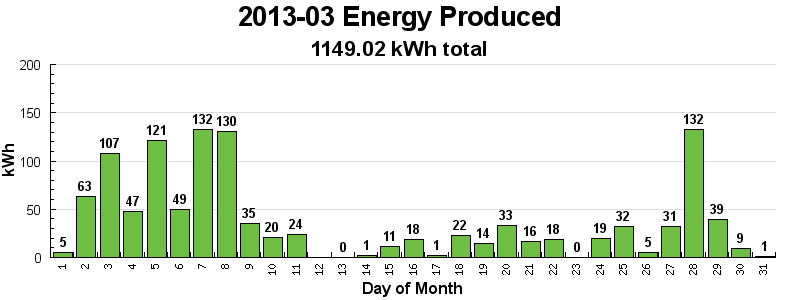 2013-03 Energy Produced
1149.02 kWh total
200
150
100
50
0
kWh
5 63 107 47 121 49 132 130 35 20 24 0 1 11 18 1 22 14 33 16 18 0 19 32 5 31 132 39 9 1
1 2 3 4 5 6 7 8 9 10 11 12 13 14 15 16 17 18 19 20 21 22 23 24 25 26 27 28 29 30 31
Day of Month